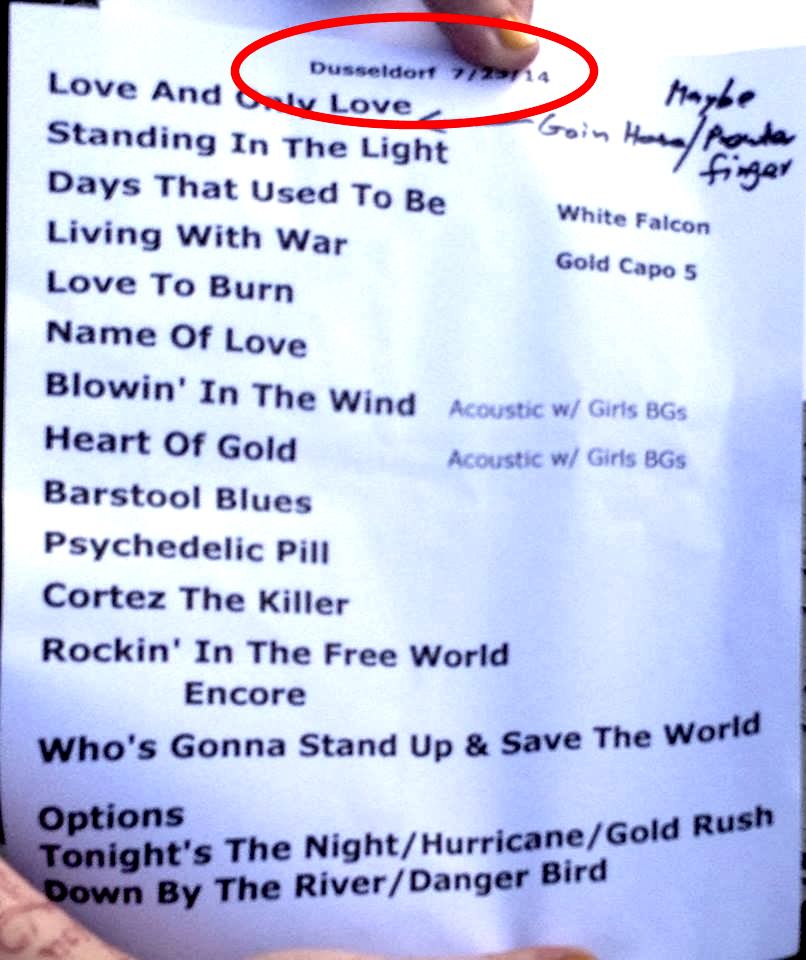 Dusseldorf 7/23/14
Maybe
Love And Only Love
Goin Home/Powder
finger
Standing In The Light
Days That Used To Be
White Falcon
Living With War
Gold Capo 5
Love To Burn
Name Of Love
Blowin' In The Wind Acoustic w/ Girls BGs
Heart Of Gold Acoustic w/ Girls BGs
Barstool Blues
Psychedelic Pill
Cortez The Killer
Rockin' In The Free World
Encore
Who's Gonna Stand Up & Save The World
Options
Tonight's The Night/Hurricane/Gold Rush
Down By The River/Danger Bird